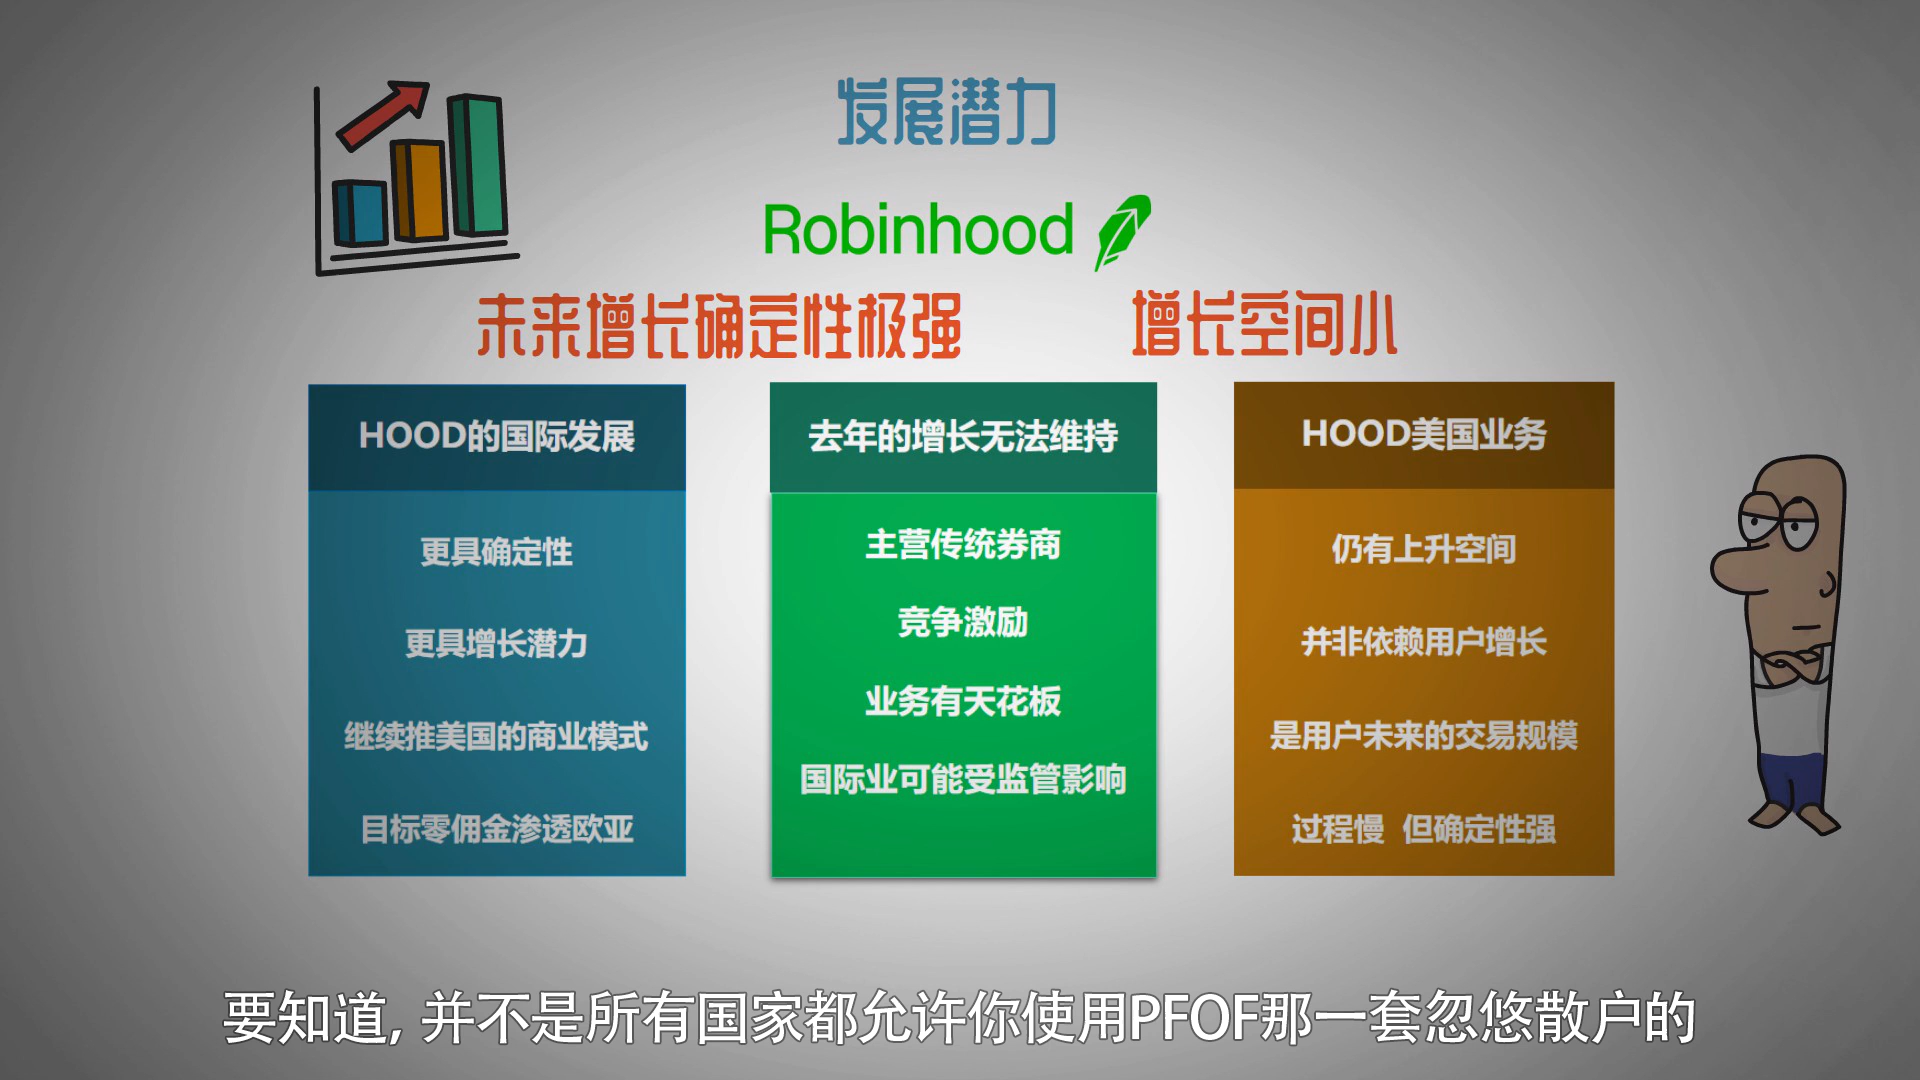 发展潜力
Robinhood
未来增长确定性极强
增长空间小
HOOD的国际发展
更具确定性
更具增长潜力
继续推美国的商业模式
目标零佣金渗透欧亚
去年的增长无法维持
主营传统券商
竞争激励
业务有天花板
国际业可能受监管影响
HOOD美国业务
仍有上升空间
并非依赖用户增长
是用户未来的交易规模
过程慢 但确定性强
要知道, 并不是所有国家都允许你使用PFOF那一套忽悠散户的